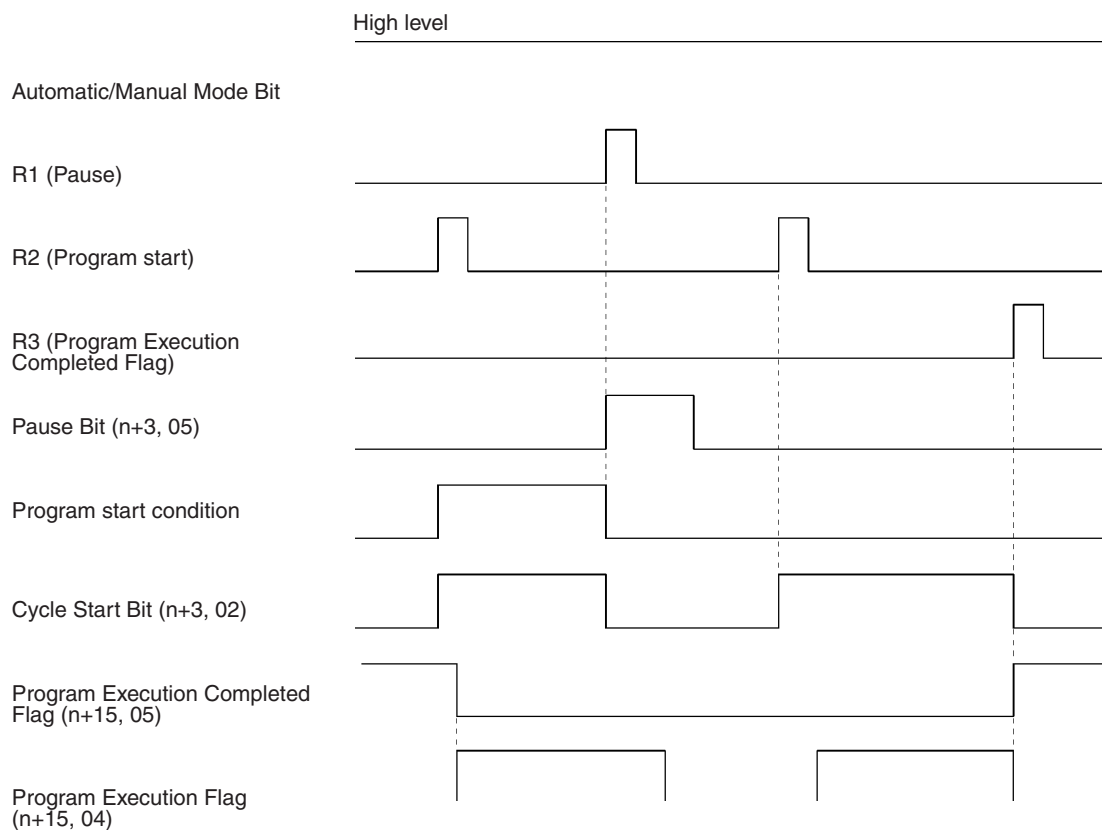 High level
Automatic/Manual Mode Bit
R1 (Pause)
R2 (Program start)
R3 (Program Execution
Completed Flag)
Pause Bit (n+3, 05)
Program start condition
Cycle Start Bit (n+3, 02)
Program Execution Completed
Flag (n+15, 05)
Program Execution Flag
(n+15, 04)